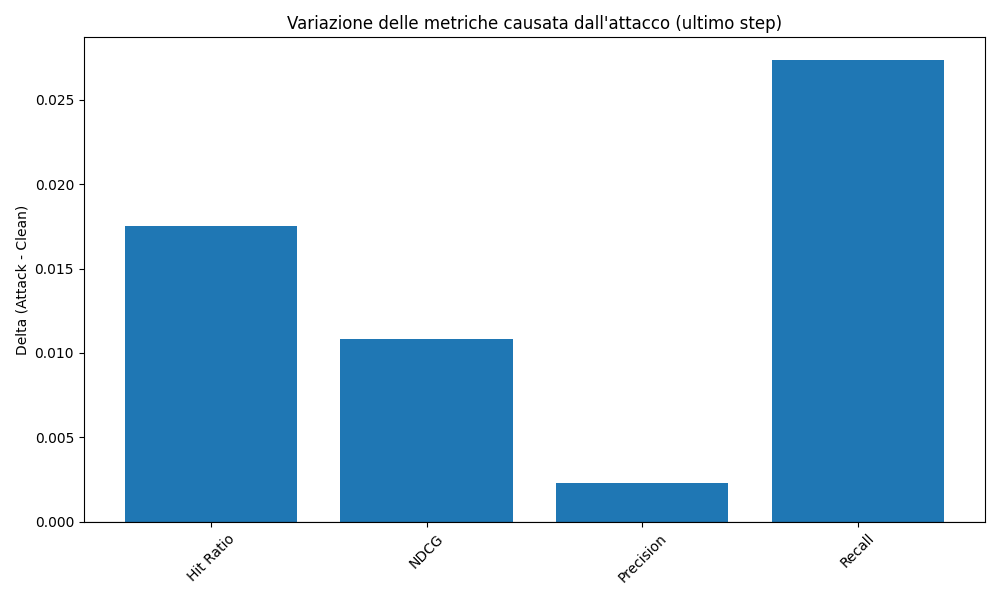 Variazione delle metriche causata dall'attacco (ultimo step)
Delta (Attack - Clean)
0.025
0.020
0.015
0.010
0.005
0.000
Hit Ratio
NDCG
Precision
Recall